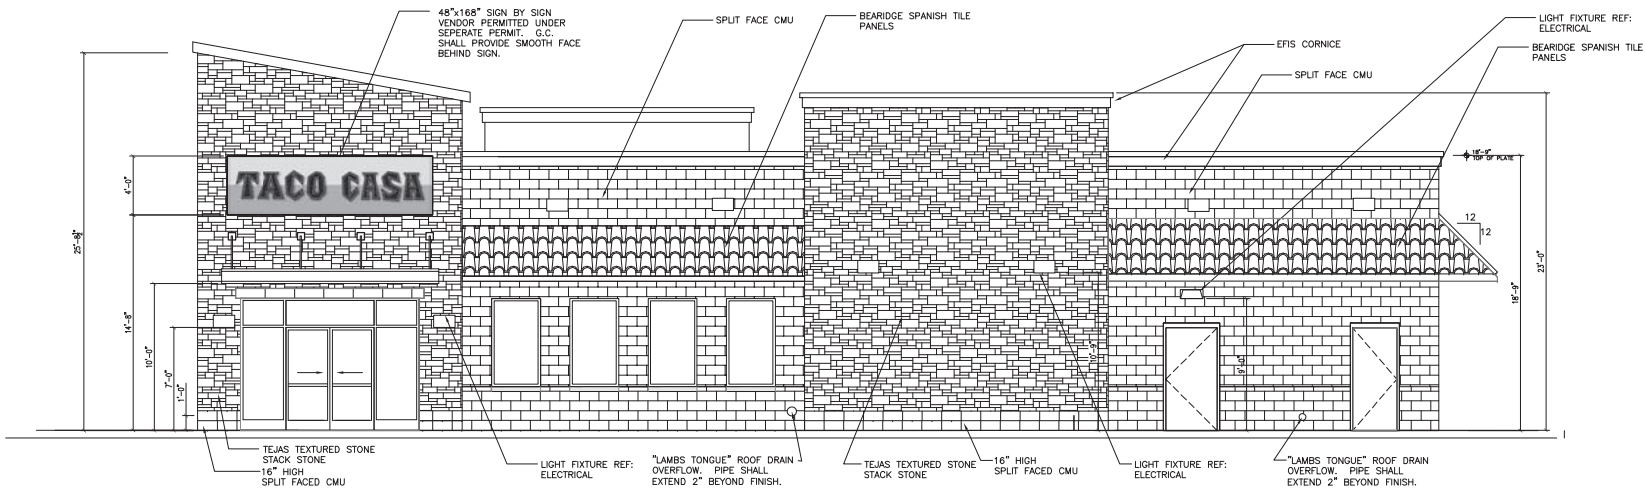 48"x168" SIGN BY SIGN
VENDOR PERMITTED UNDER
SEPERATE PERMIT. G.C.
SHALL PROVIDE SMOOTH FACE
BEHIND SIGN.
SPLIT FACE CMU
BEARIDGE SPANISH TILE
PANELS
LIGHT FIXTURE REF:
ELECTRICAL
EFIS CORNICE
BEARIDGE SPANISH TILE
PANELS
SPLIT FACE CMU
18'-9"
TOP OF PLATE
TACO CASA
4'-0"
25'-8½"
14'-8"
10'-0"
7'-0"
1'-0"
12
12
23'-0"
18'-9"
10'-9"
9'-0"
TEJAS TEXTURED STONE
STACK STONE
16" HIGH
SPLIT FACED CMU
LIGHT FIXTURE REF:
ELECTRICAL
"LAMBS TONGUE" ROOF DRAIN
OVERFLOW. PIPE SHALL
EXTEND 2" BEYOND FINISH.
TEJAS TEXTURED STONE
STACK STONE
16" HIGH
SPLIT FACED CMU
LIGHT FIXTURE REF:
ELECTRICAL
"LAMBS TONGUE" ROOF DRAIN
OVERFLOW. PIPE SHALL
EXTEND 2" BEYOND FINISH.